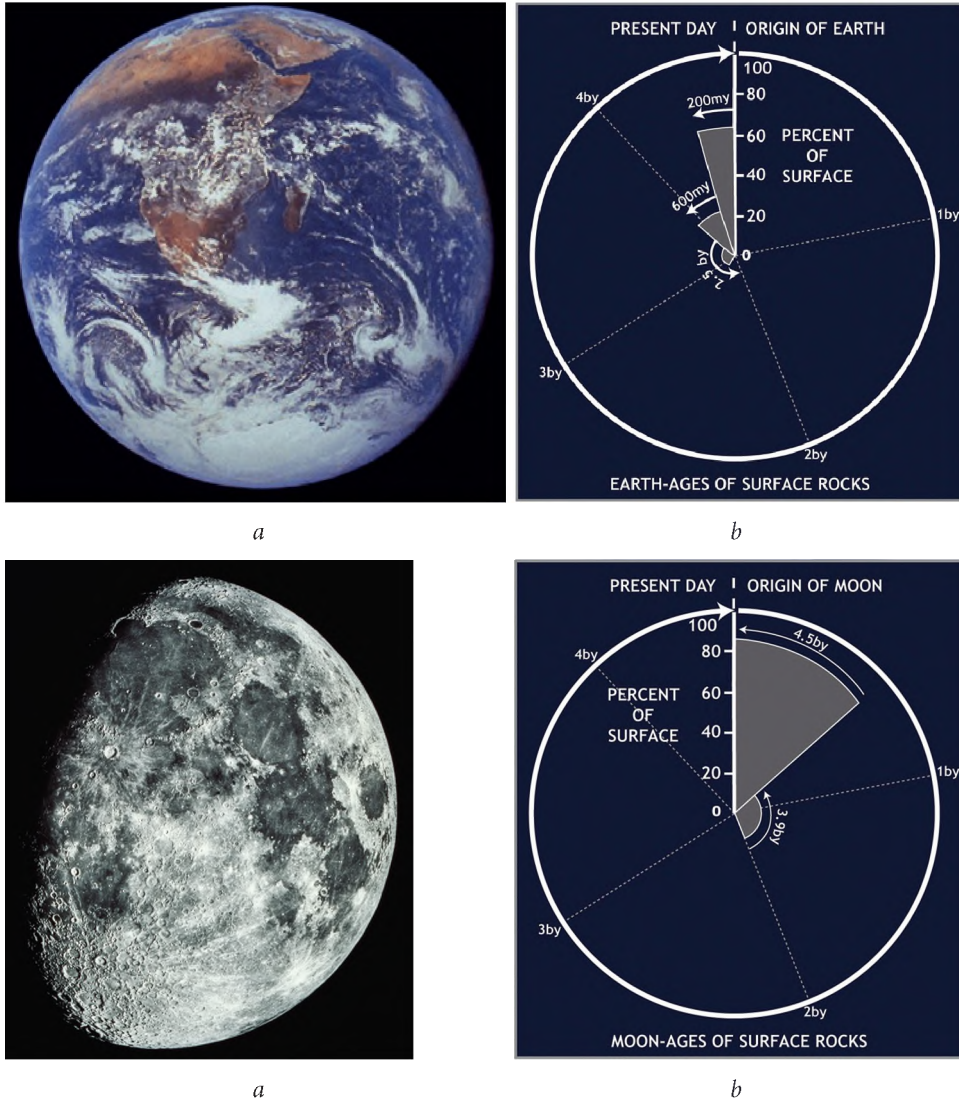 PRESENT DAY | ORIGIN OF EARTH
100
4by
80
200my
60
PERCENT
OF
SURFACE
40
600my
20
1by
0
2.5 by
3by
2by
EARTH-AGES OF SURFACE ROCKS
a
b
PRESENT DAY | ORIGIN OF MOON
100
4.5by
4by
80
PERCENT
OF
SURFACE
60
40
20
1by
0
3.9by
3by
2by
MOON-AGES OF SURFACE ROCKS
a
b